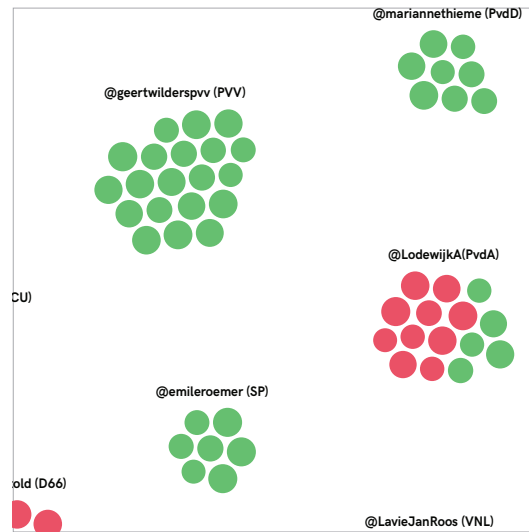 @mariannethieme (PvdD)
@geertwilderspvv (PVV)
@LodewijkA(PvdA)
CU)
@emileroemer (SP)
told (D66)
@LavieJanRoos (VNL)